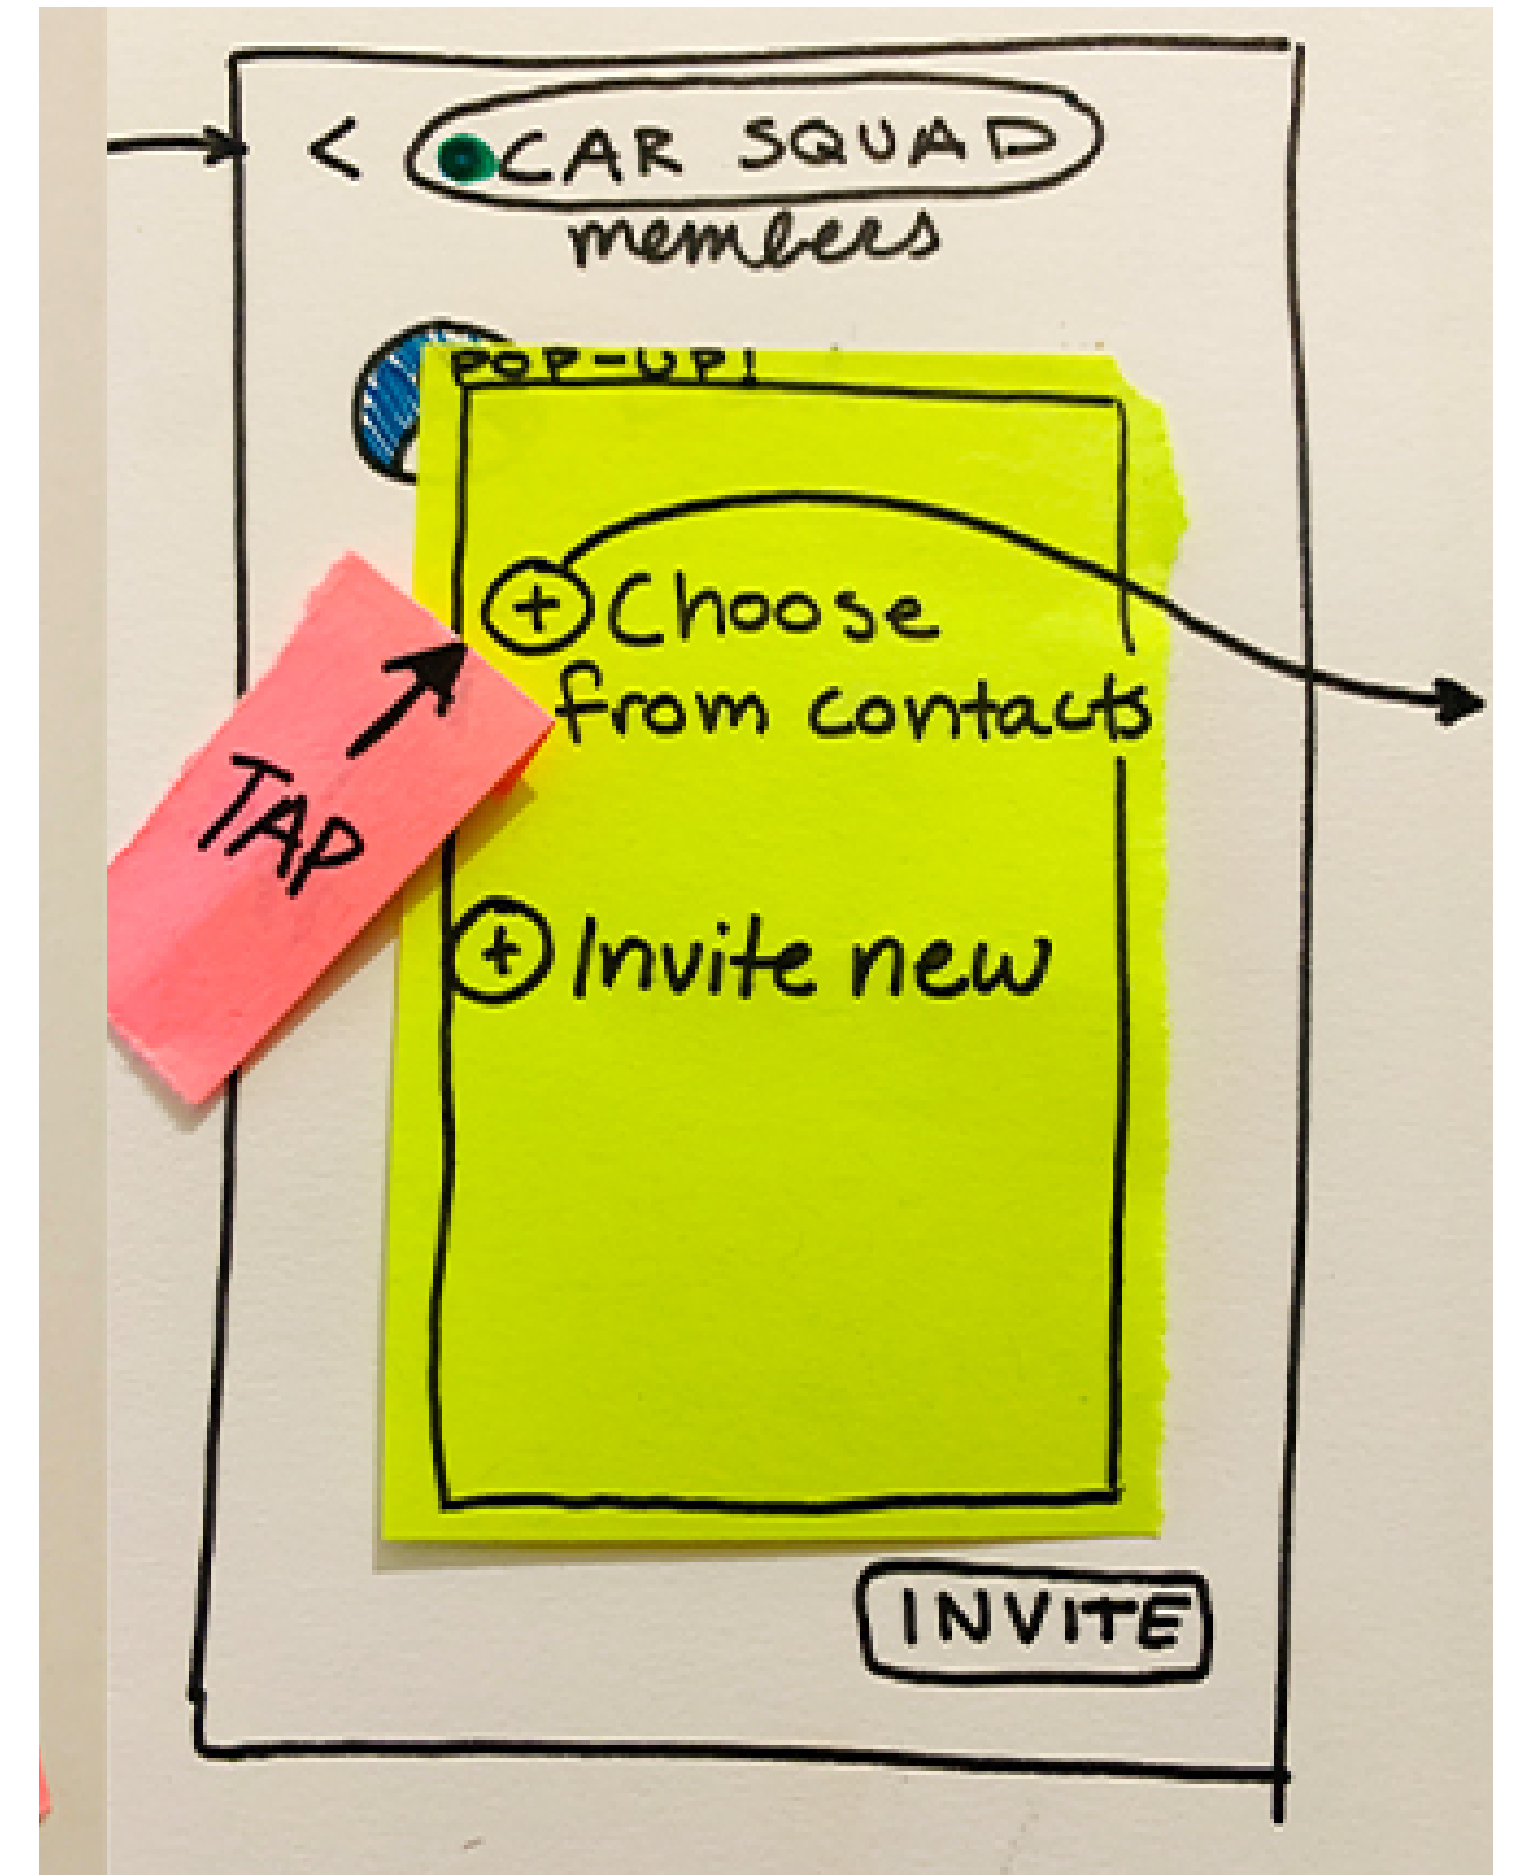 < CAR SQUAD
members
POP-UP!
+ Choose
from contacts
TAP
+ Invite new
INVITE